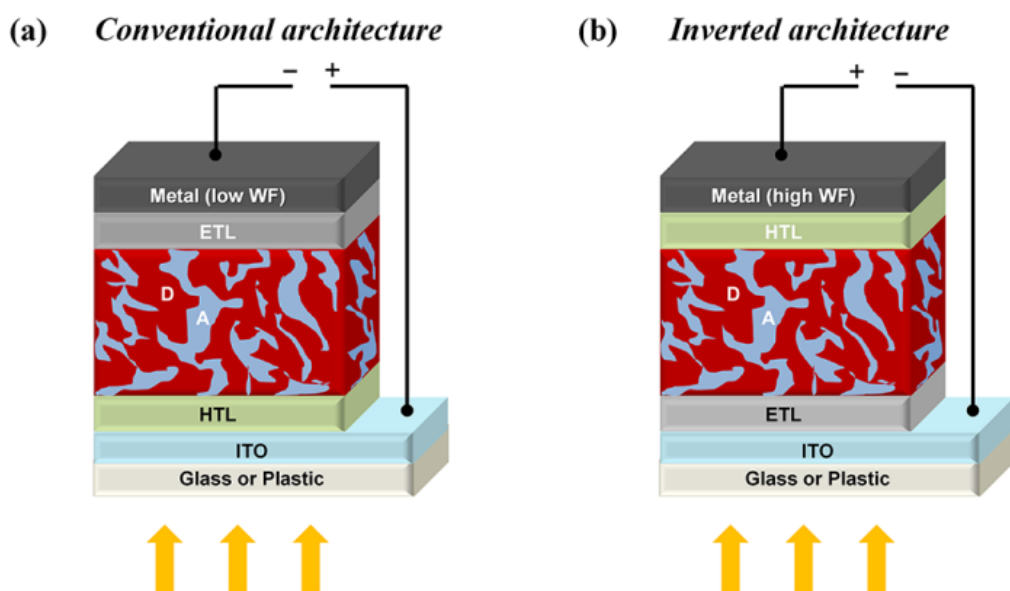 (a) Conventional architecture
− +
Metal (low WF)
ETL
D
A
HTL
ITO
Glass or Plastic
(b) Inverted architecture
+ −
Metal (high WF)
HTL
D
A
ETL
ITO
Glass or Plastic